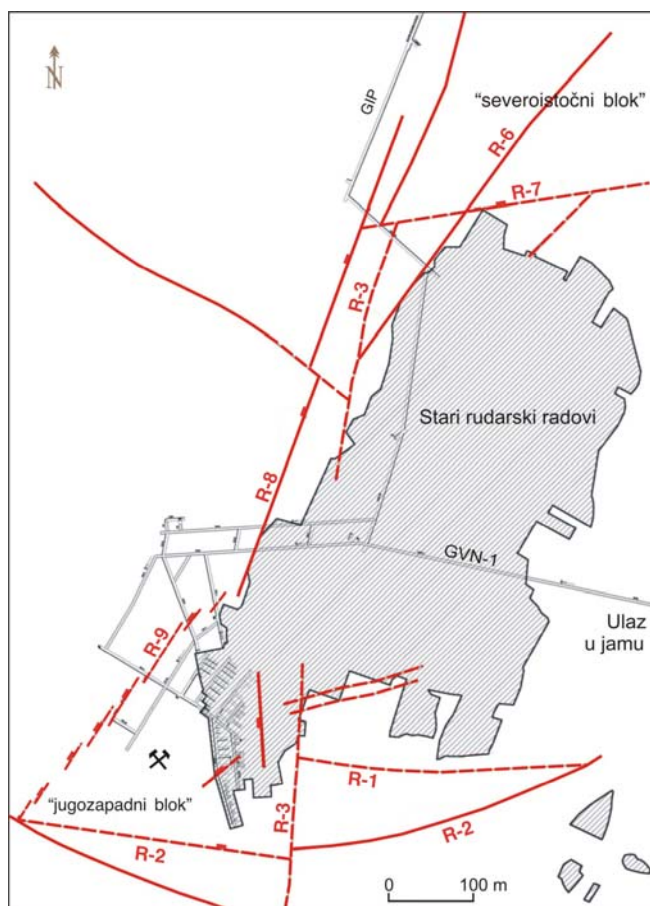 N
GIP
"severoistočni blok"
R-6
R-7
R-3
Stari rudarski radovi
R-8
GVN-1
Ulaz
u jamu
R-9
R-1
"jugozapadni blok"
R-3
R-2
R-2
0 100 m